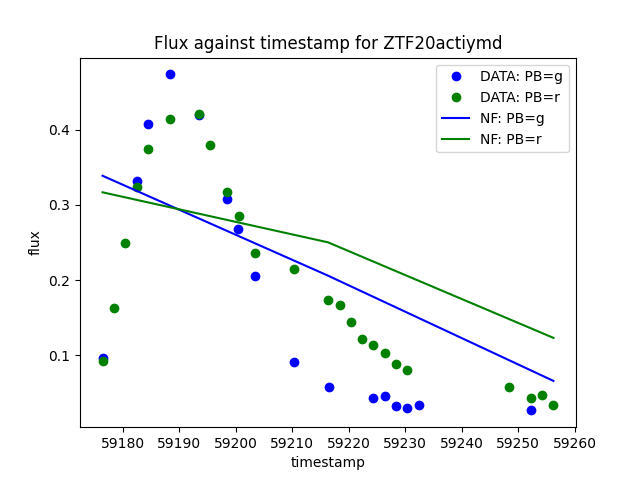 Flux against timestamp for ZTF20actiymd
DATA: PB=g
DATA: PB=r
NF: PB=g
NF: PB=r
flux
0.4
0.3
0.2
0.1
59180 59190 59200 59210 59220 59230 59240 59250 59260
timestamp